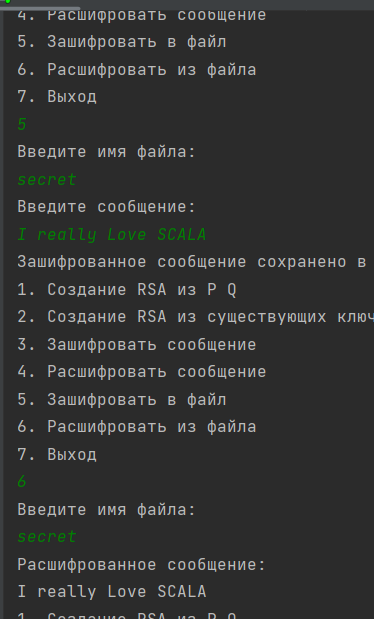 4. Расшифровать сообщение
5. Зашифровать в файл
6. Расшифровать из файла
7. Выход
5
Введите имя файла:
secret
Введите сообщение:
I really Love SCALA
Зашифрованное сообщение сохранено в
1. Создание RSA из P Q
2. Создание RSA из существующих ключ
3. Зашифровать сообщение
4. Расшифровать сообщение
5. Зашифровать в файл
6. Расшифровать из файла
7. Выход
6
Введите имя файла:
secret
Расшифрованное сообщение:
I really Love SCALA
1. Создание RSA из P Q